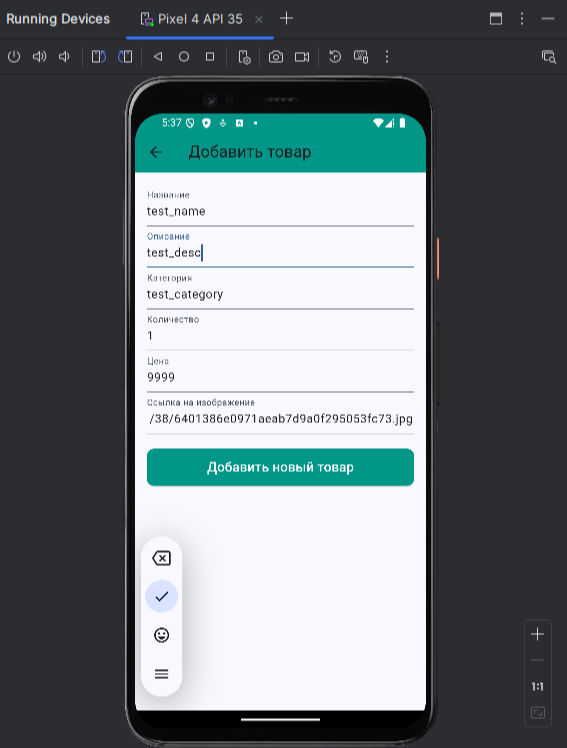 Running Devices
Pixel 4 API 35
5:37
Добавить товар
Название
test_name
Описание
test_desc
Категория
test_category
Количество
1
Цена
9999
Ссылка на изображение
/38/6401386e0971aeab7d9a0f295053fc73.jpg
Добавить новый товар
1:1